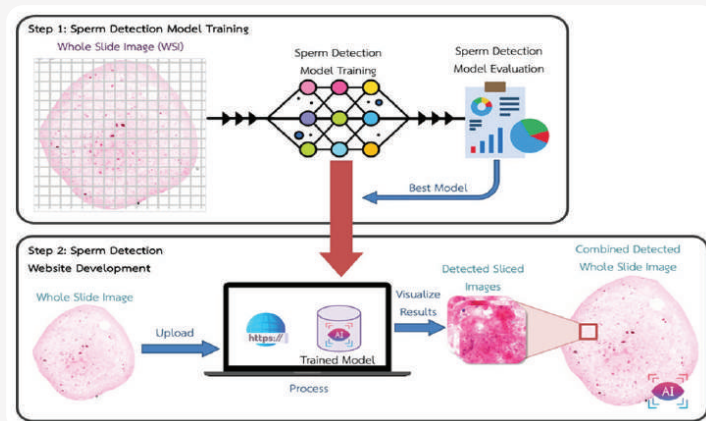 Step 1: Sperm Detection Model Training
Whole Slide Image (WSI)
Sperm Detection
Model Training
Sperm Detection
Model Evaluation
Best Model
Step 2: Sperm Detection
Website Development
Whole Slide Image
Upload
https://
Trained Model
AI
Process
Visualize
Results
Detected Sliced
Images
Combined Detected
Whole Slide Image
AI